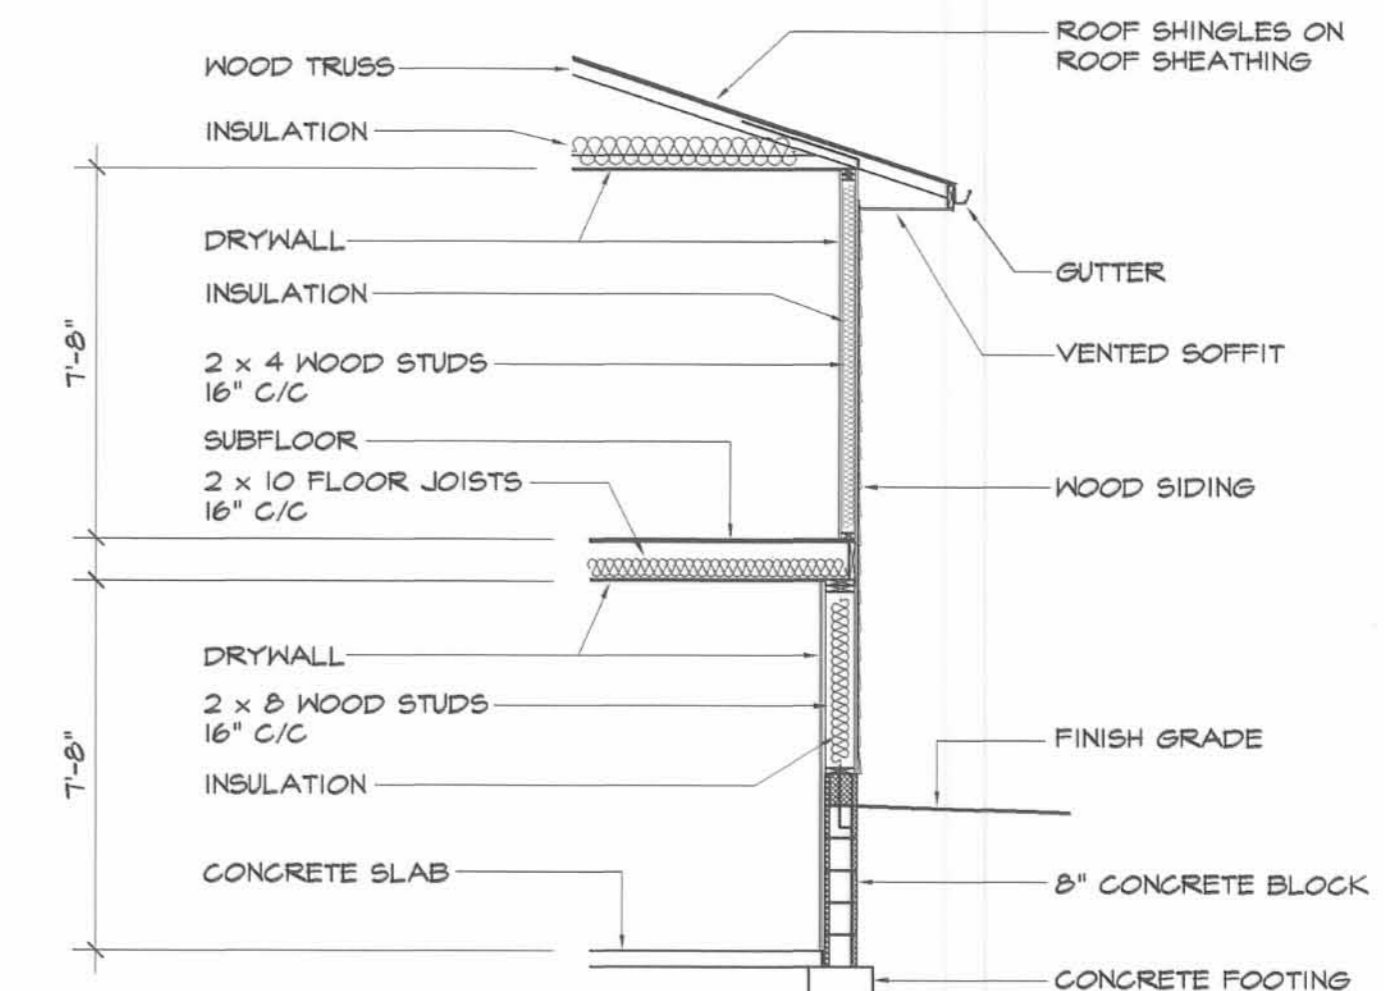 WOOD TRUSS
INSULATION
DRYWALL
INSULATION
2 x 4 WOOD STUDS
16" C/C
SUBFLOOR
2 x 10 FLOOR JOISTS
16" C/C
DRYWALL
2 x 8 WOOD STUDS
16" C/C
INSULATION
CONCRETE SLAB
7'-8"
7'-8"
ROOF SHINGLES ON
ROOF SHEATHING
GUTTER
VENTED SOFFIT
WOOD SIDING
FINISH GRADE
8" CONCRETE BLOCK
CONCRETE FOOTING